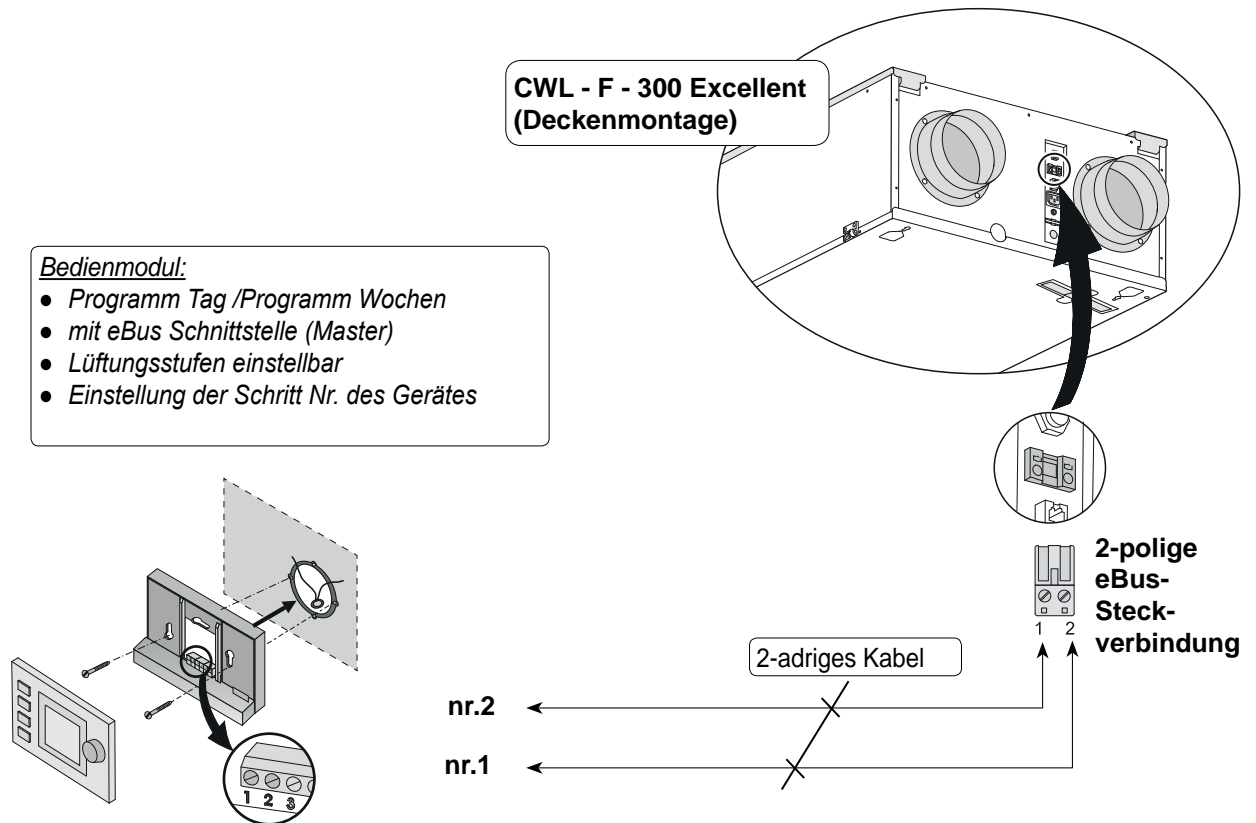 CWL - F - 300 Excellent
(Deckenmontage)
Bedienmodul:
● Programm Tag /Programm Wochen
● mit eBus Schnittstelle (Master)
● Lüftungsstufen einstellbar
● Einstellung der Schritt Nr. des Gerätes
2-polige
eBus-
Steck-
verbindung
1 2
2-adriges Kabel
nr.2
nr.1
1 2 3